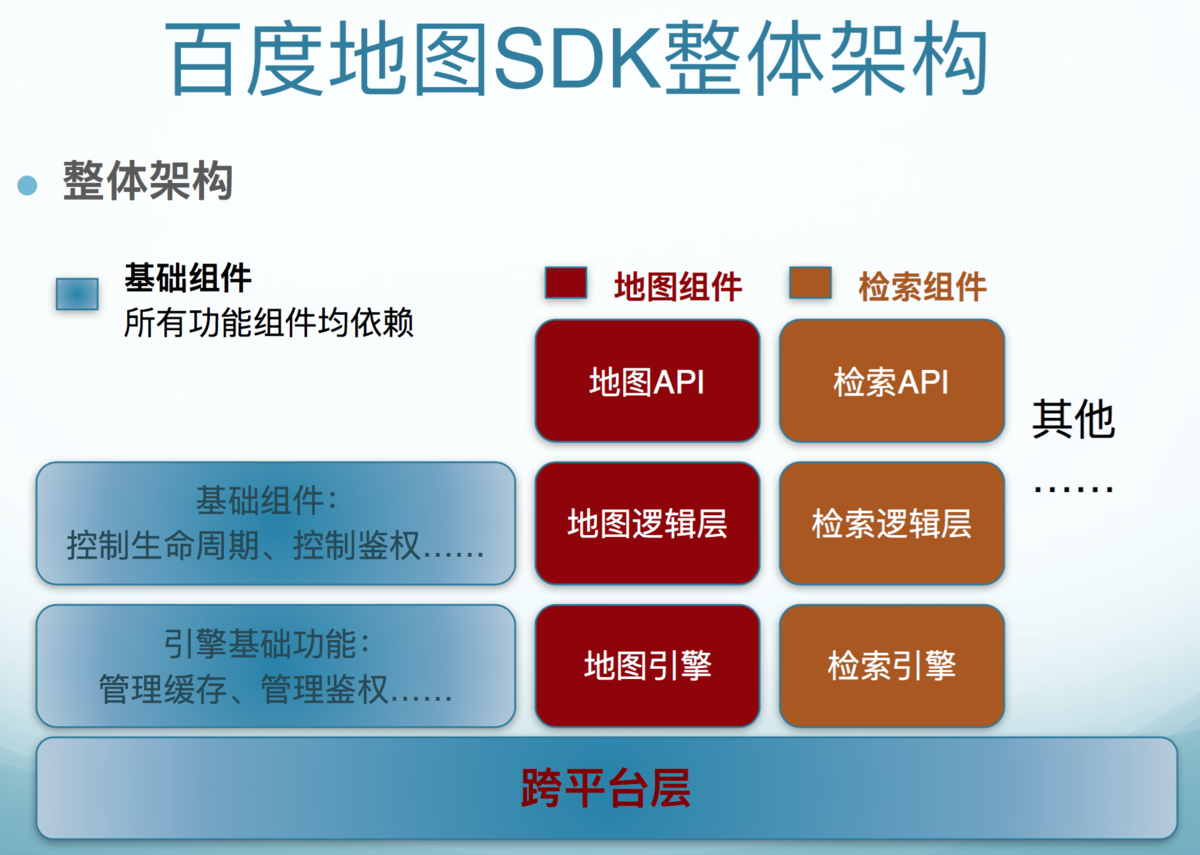 百度地图SDK整体架构
整体架构
基础组件
所有功能组件均依赖
地图组件
检索组件
地图API
检索API
其他
……
基础组件：
控制生命周期、控制鉴权……
地图逻辑层
检索逻辑层
引擎基础功能：
管理缓存、管理鉴权……
地图引擎
检索引擎
跨平台层